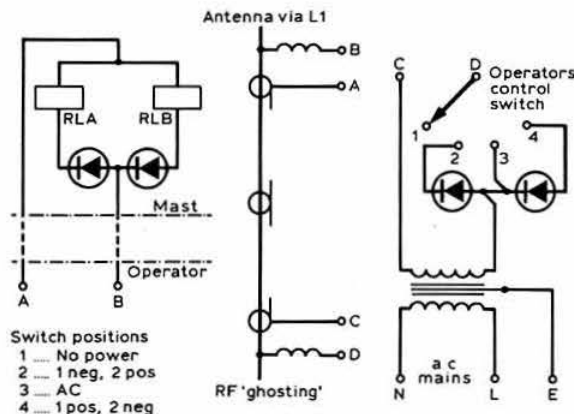 Antenna via L1
B
A
C
D
RF 'ghosting'
RLA
RLB
Mast
Operator
A
B
Switch positions
1 .... No power
2 .... 1 neg, 2 pos
3 .... AC
4 .... 1 pos, 2 neg
C
D
Operators
control
switch
1
2
3
4
a c
mains
N
L
E